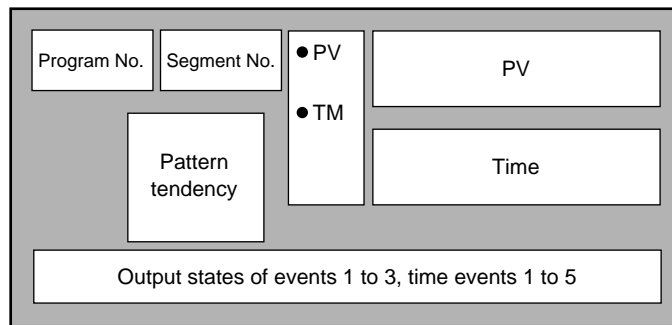 Program No.
Segment No.
● PV
● TM
PV
Time
Pattern
tendency
Output states of events 1 to 3, time events 1 to 5